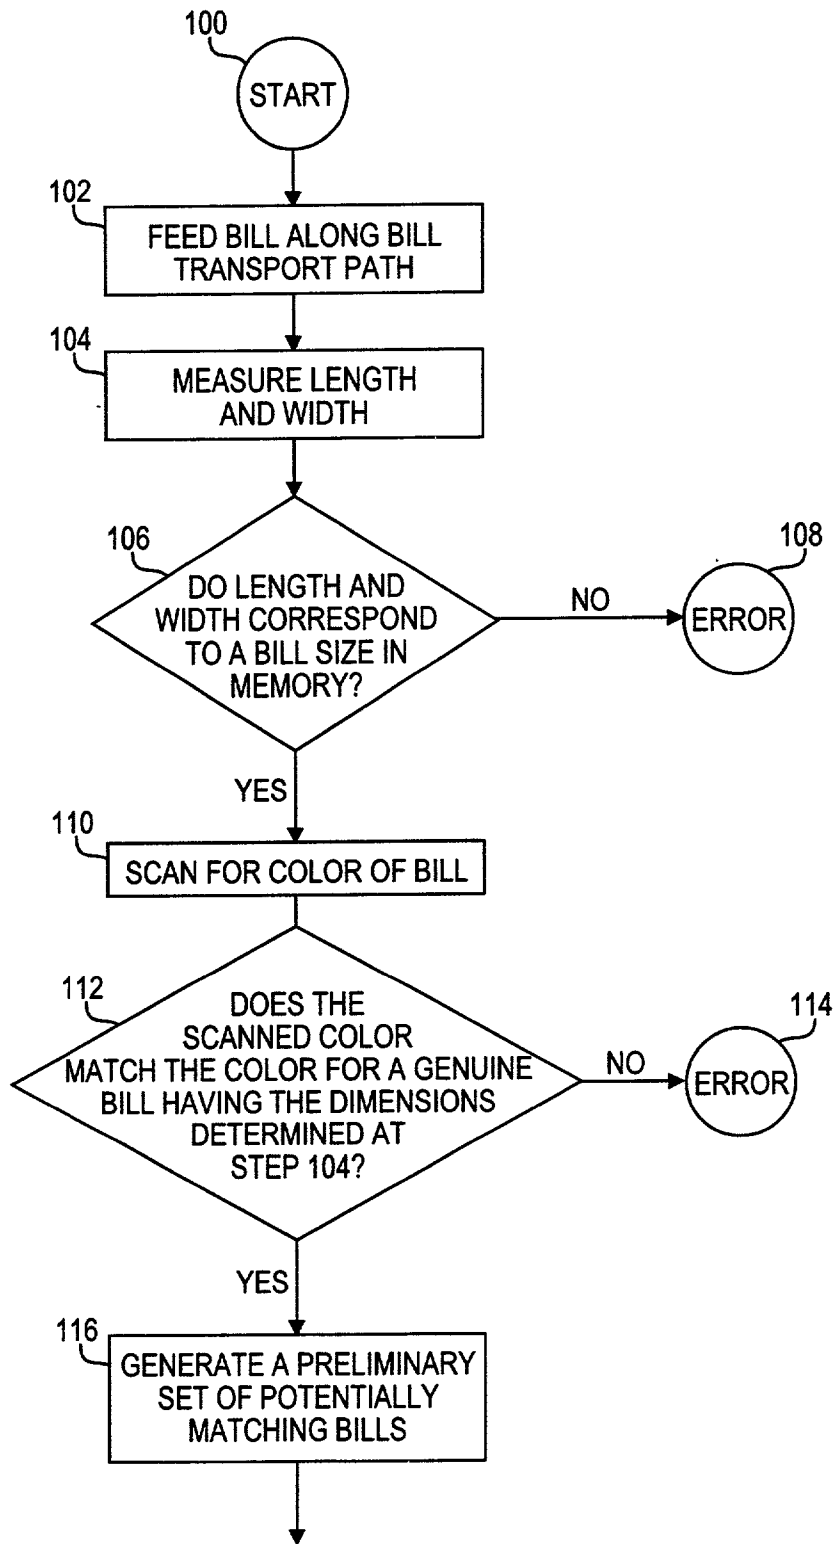 100
START
102
FEED BILL ALONG BILL
TRANSPORT PATH
104
MEASURE LENGTH
AND WIDTH
106
DO LENGTH AND
WIDTH CORRESPOND
TO A BILL SIZE IN
MEMORY?
NO
108
ERROR
YES
110
SCAN FOR COLOR OF BILL
112
DOES THE
SCANNED COLOR
MATCH THE COLOR FOR A GENUINE
BILL HAVING THE DIMENSIONS
DETERMINED AT
STEP 104?
NO
114
ERROR
YES
116
GENERATE A PRELIMINARY
SET OF POTENTIALLY
MATCHING BILLS